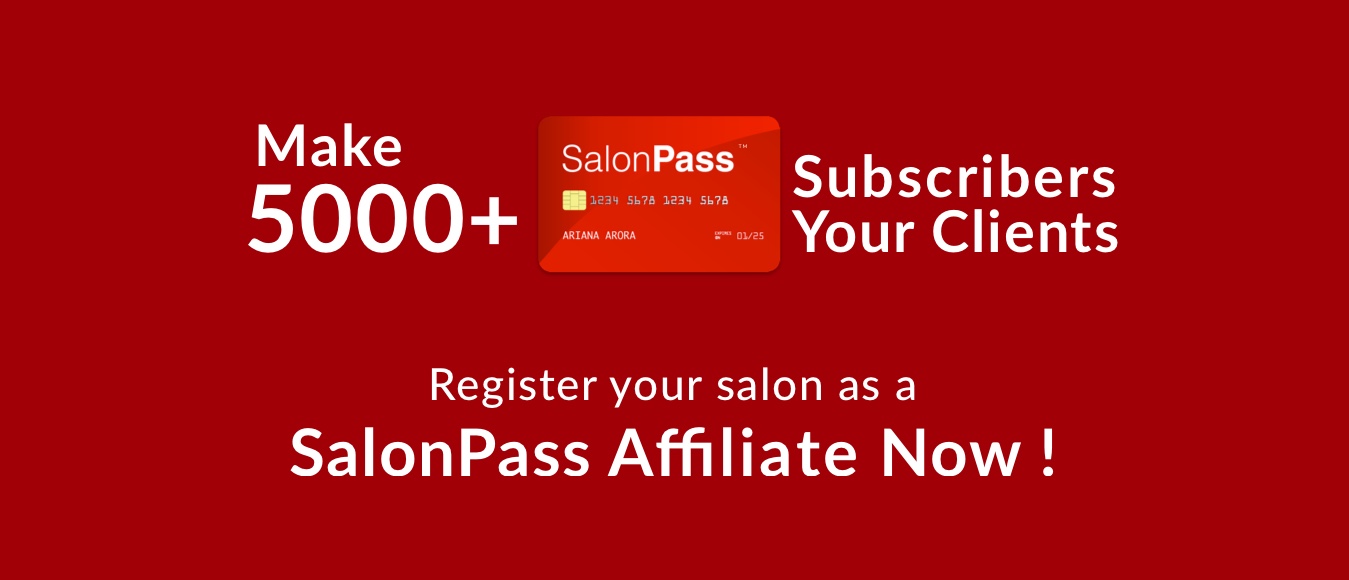 Make
5000+
SalonPass™
1234 5678 1234 5678
ARIANA ARORA
01/25
Subscribers
Your Clients
Register your salon as a
SalonPass Affiliate Now !